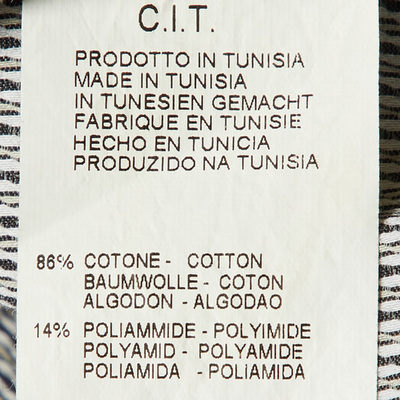 C.I.T.
PRODOTTO IN TUNISIA
MADE IN TUNISIA
IN TUNESIEN GEMACHT
FABRIQUE EN TUNISIE
HECHO EN TUNICIA
PRODUZIDO NA TUNISIA
86% COTONE - COTTON
BAUMWOLLE - COTON
ALGODON - ALGODAO
14% POLIAMMIDE - POLYIMIDE
POLYAMID - POLYAMIDE
POLIAMIDA - POLIAMIDA